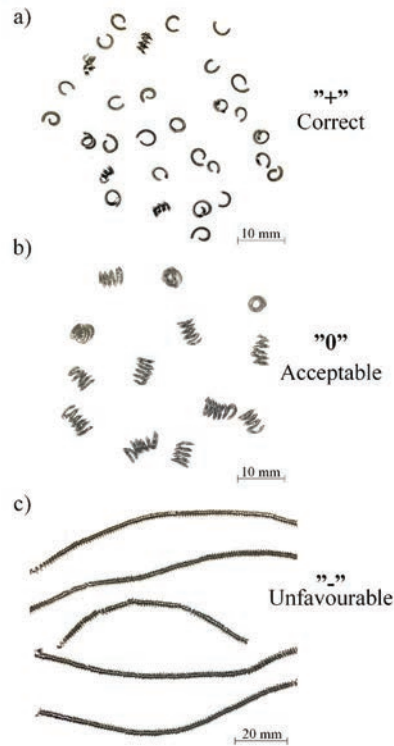 a)
”+”
Correct
10 mm
b)
”0”
Acceptable
10 mm
c)
”-”
Unfavourable
20 mm